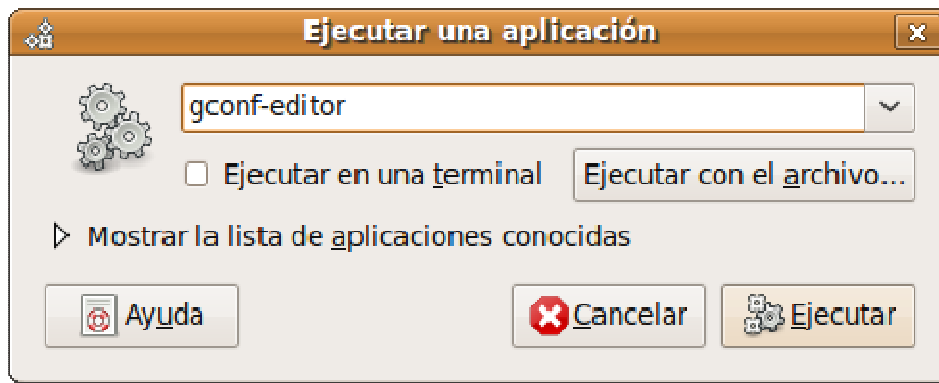 Ejecutar una aplicación
gconf-editor
Ejecutar en una terminal Ejecutar con el archivo...
Mostrar la lista de aplicaciones conocidas
Ayuda Cancelar Ejecutar